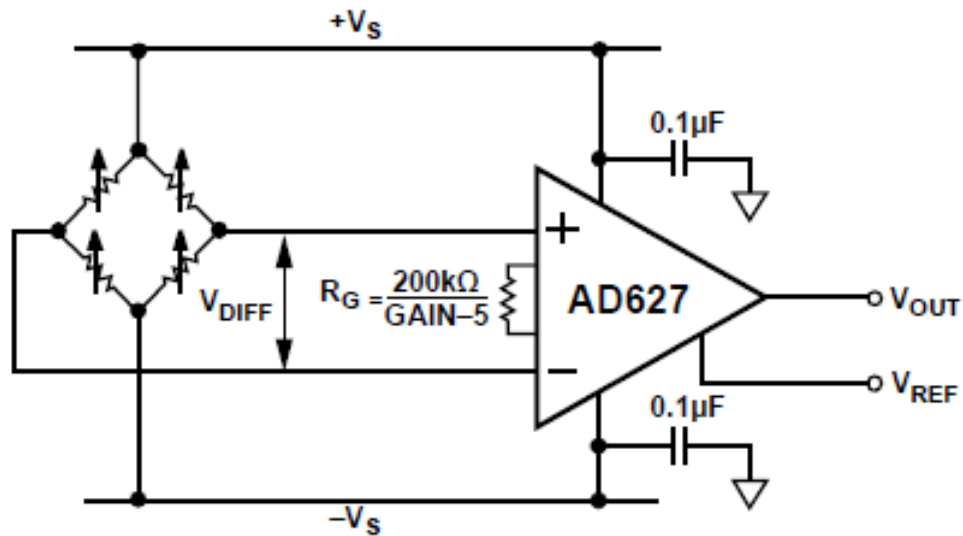 +VS
0.1µF
+
VDIFF
RG = 200kΩ
GAIN–5
AD627
VOUT
–
VREF
0.1µF
–VS